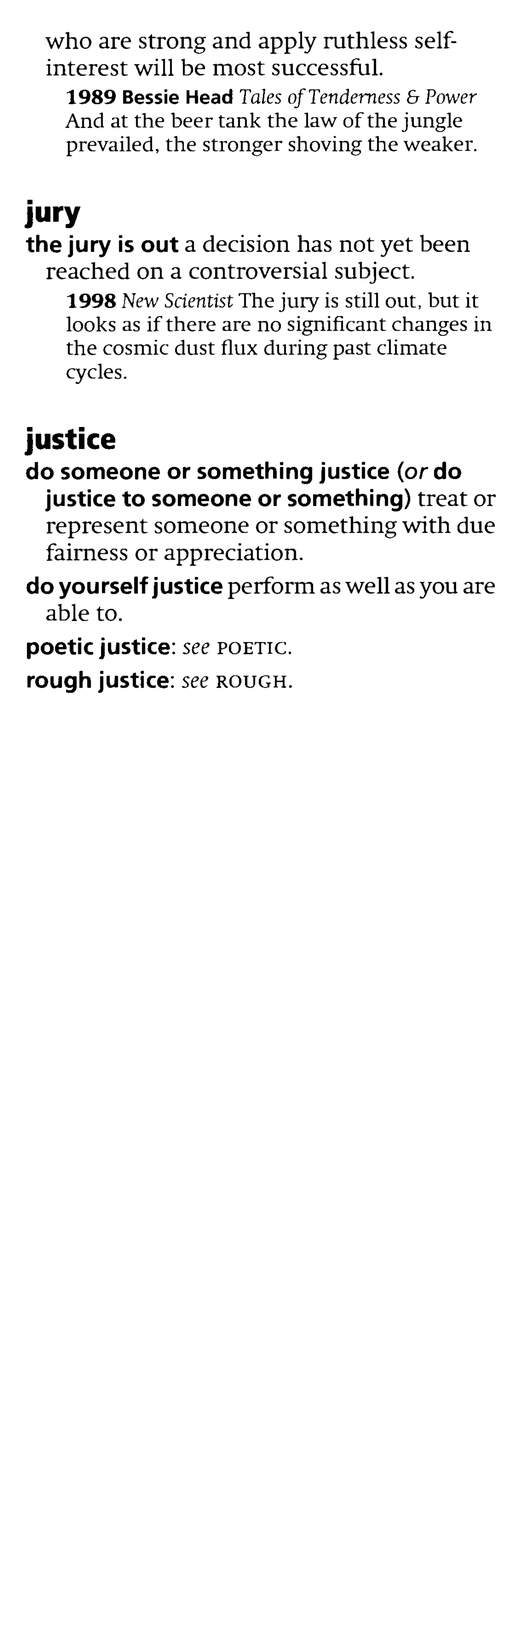 who are strong and apply ruthless self-
interest will be most successful.
1989 Bessie Head Tales of Tenderness & Power
And at the beer tank the law of the jungle
prevailed, the stronger shoving the weaker.
jury
the jury is out a decision has not yet been
reached on a controversial subject.
1998 New Scientist The jury is still out, but it
looks as if there are no significant changes in
the cosmic dust flux during past climate
cycles.
justice
do someone or something justice (or do
justice to someone or something) treat or
represent someone or something with due
fairness or appreciation.
do yourself justice perform as well as you are
able to.
poetic justice: see POETIC.
rough justice: see ROUGH.